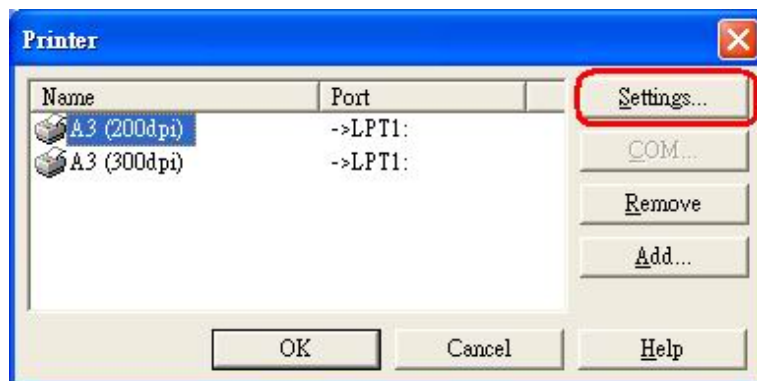 Printer
Name Port
A3 (200dpi) ->LPT1:
A3 (300dpi) ->LPT1:
Settings...
COM...
Remove
Add...
OK Cancel Help